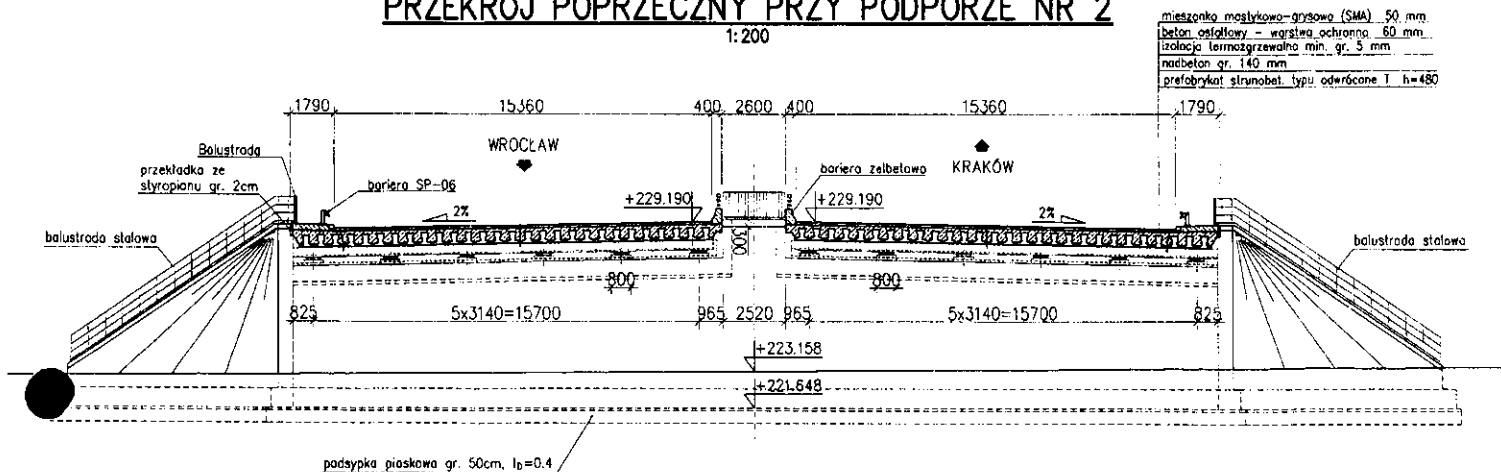 PRZEKRÓJ POPRZECZNY PRZY PODPORZE NR 2
1:200
mieszanka mastykowo-grysowa (SMA) 50 mm
beton asfaltowy - warstwa ochronna 60 mm
izolacja termozgrzewalna min. gr. 5 mm
nadbeton gr. 140 mm
prefabrykat strunobet. typu odwrócone T h=480
1790 15360 400 2600 400 15360 1790
WROCŁAW
KRAKÓW
Balustrada
przekładka ze
styropianu gr. 2cm
bariera SP-06
bariera żelbetowa
+229.190
+229.190
2%
2%
balustrada stalowa
balustrada stalowa
1300
800
800
825 5x3140=15700 965 2520 965 5x3140=15700 825
+223.158
+221.648
podsypka piaskowa gr. 50cm, ID=0.4